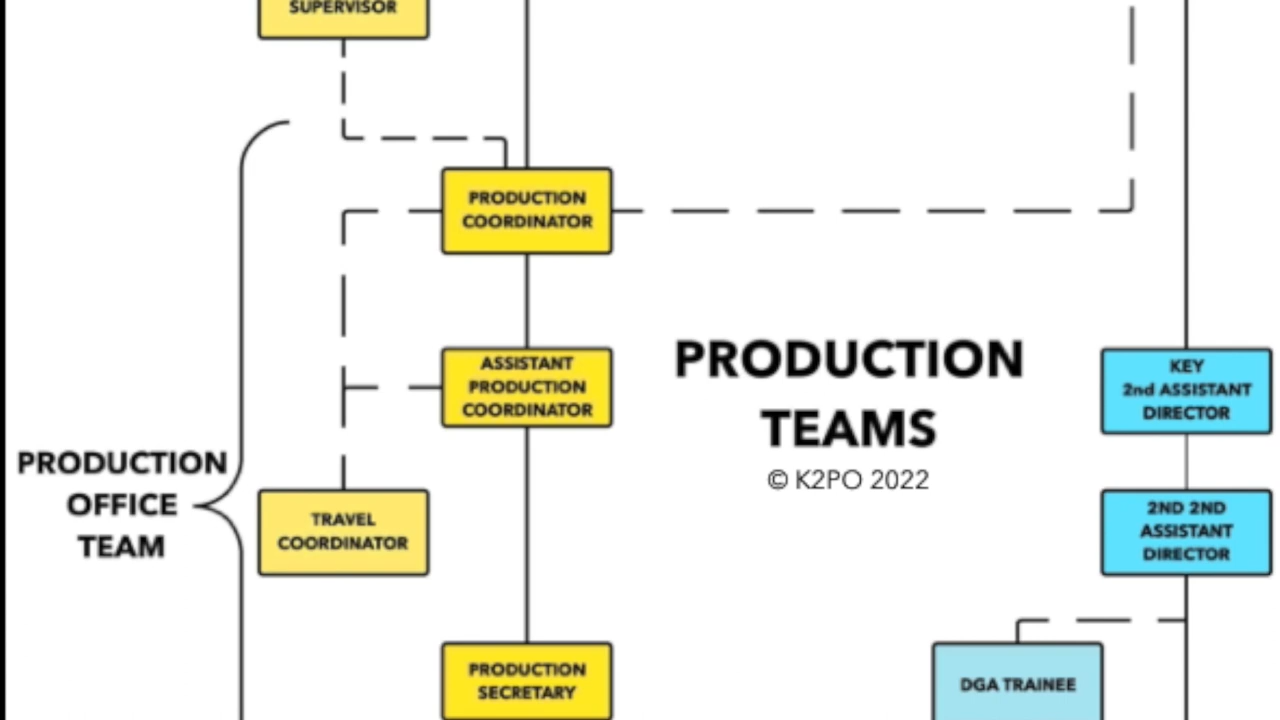 SUPERVISOR
PRODUCTION
COORDINATOR
ASSISTANT
PRODUCTION
COORDINATOR
PRODUCTION
TEAMS
© K2PO 2022
KEY
2nd ASSISTANT
DIRECTOR
PRODUCTION
OFFICE
TEAM
TRAVEL
COORDINATOR
2ND 2ND
ASSISTANT
DIRECTOR
PRODUCTION
SECRETARY
DGA TRAINEE